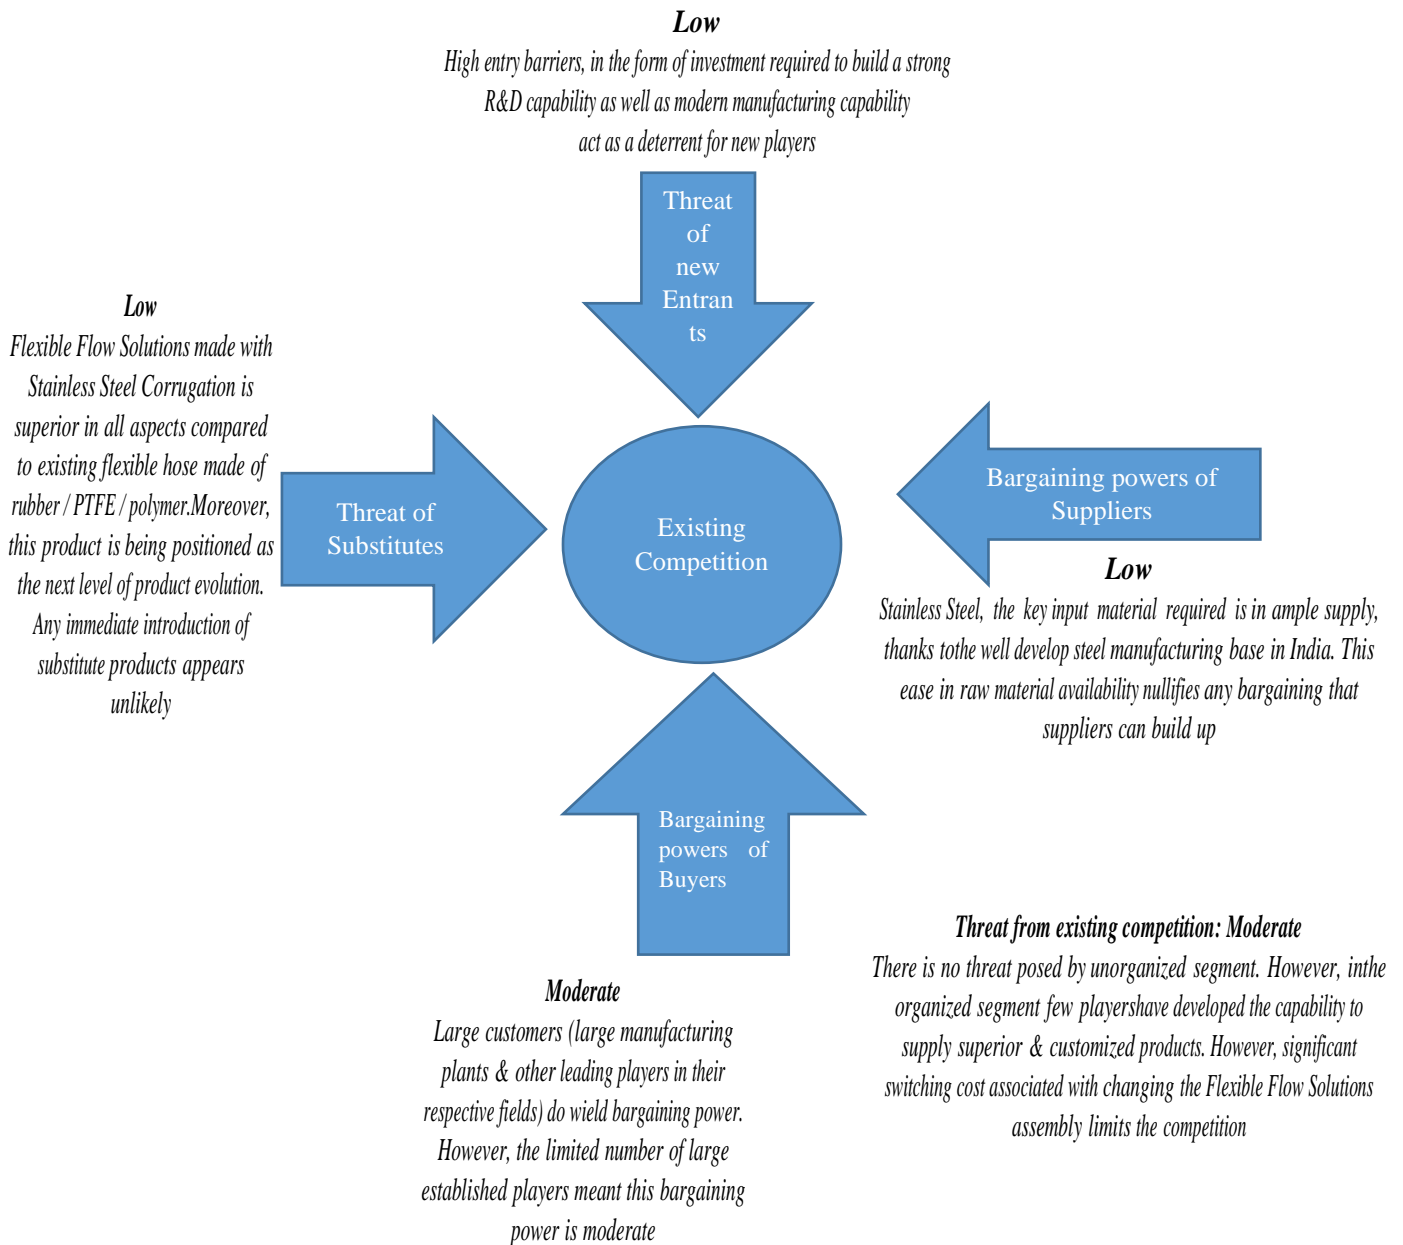 Low
High entry barriers, in the form of investment required to build a strong
R&D capability as well as modern manufacturing capability
act as a deterrent for new players
Threat
of
new
Entran
ts
Low
Flexible Flow Solutions made with
Stainless Steel Corrugation is
superior in all aspects compared
to existing flexible hose made of
rubber / PTFE / polymer.Moreover,
this product is being positioned as
the next level of product evolution.
Any immediate introduction of
substitute products appears
unlikely
Threat of
Substitutes
Existing
Competition
Bargaining powers of
Suppliers
Low
Stainless Steel, the key input material required is in ample supply,
thanks tothe well develop steel manufacturing base in India. This
ease in raw material availability nullifies any bargaining that
suppliers can build up
Bargaining
powers of
Buyers
Moderate
Large customers (large manufacturing
plants & other leading players in their
respective fields) do wield bargaining power.
However, the limited number of large
established players meant this bargaining
power is moderate
Threat from existing competition: Moderate
There is no threat posed by unorganized segment. However, inthe
organized segment few playershave developed the capability to
supply superior & customized products. However, significant
switching cost associated with changing the Flexible Flow Solutions
assembly limits the competition